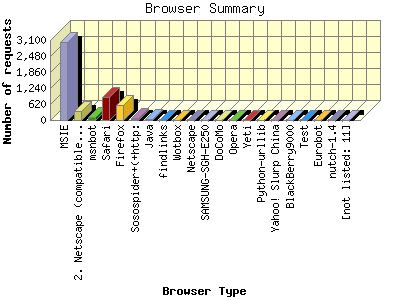 Browser Summary
Number of requests
3,100
2,480
1,860
1,240
620
0
MSIE
2. Netscape (compatible...
msnbot
Safari
Firefox
Sosospider+(+http:
Java
findlinks
Wotbox
Netscape
SAMSUNG-SGH-E250
DoCoMo
Opera
Yeti
Python-urllib
Yahoo! Slurp China
BlackBerry9000
Test
Eurobot
nutch-1.4
[not listed: 11]
Browser Type